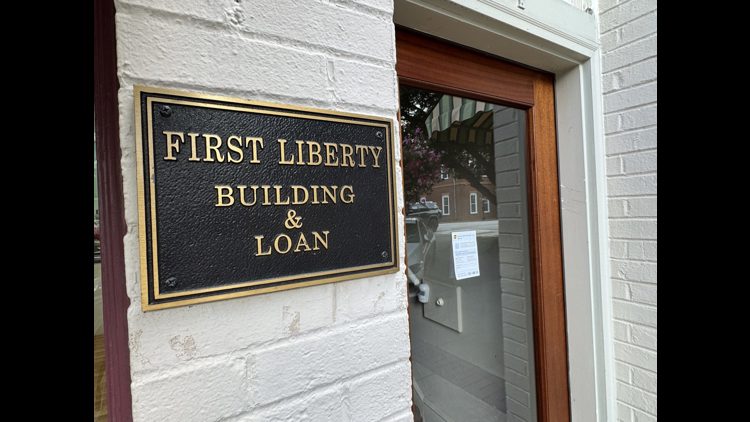 FIRST LIBERTY
BUILDING
&
LOAN